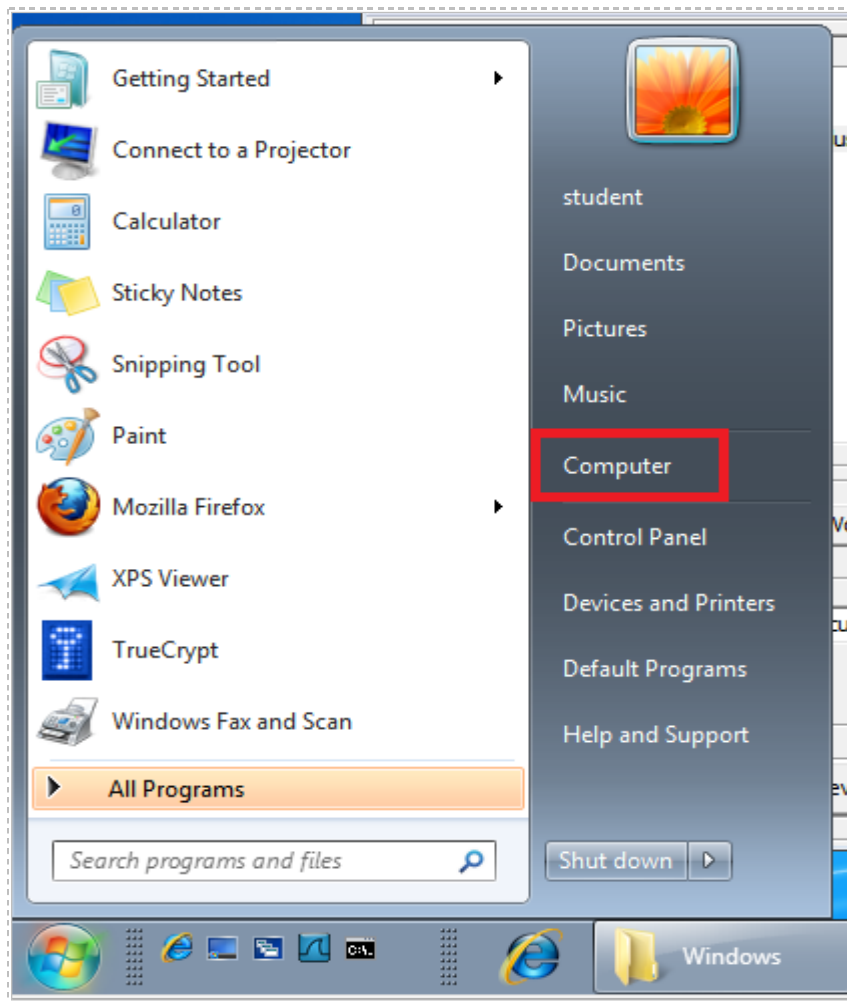 Getting Started
Connect to a Projector
Calculator
Sticky Notes
Snipping Tool
Paint
Mozilla Firefox
XPS Viewer
TrueCrypt
Windows Fax and Scan
All Programs
Search programs and files
student
Documents
Pictures
Music
Computer
Control Panel
Devices and Printers
Default Programs
Help and Support
Shut down
Windows